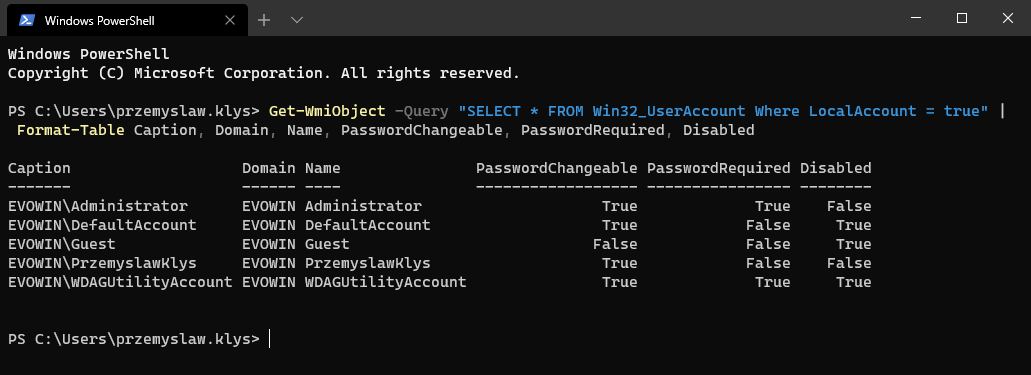 Windows PowerShell
Windows PowerShell
Copyright (C) Microsoft Corporation. All rights reserved.
PS C:\Users\przemyslaw.klys> Get-WmiObject -Query "SELECT * FROM Win32_UserAccount Where LocalAccount = true" |
Format-Table Caption, Domain, Name, PasswordChangeable, PasswordRequired, Disabled
Caption Domain Name PasswordChangeable PasswordRequired Disabled
------- ------ ---- ------------------ ---------------- --------
EVOWIN\Administrator EVOWIN Administrator True True False
EVOWIN\DefaultAccount EVOWIN DefaultAccount True False True
EVOWIN\Guest EVOWIN Guest False False True
EVOWIN\PrzemyslawKlys EVOWIN PrzemyslawKlys True False False
EVOWIN\WDAGUtilityAccount EVOWIN WDAGUtilityAccount True True True
PS C:\Users\przemyslaw.klys>